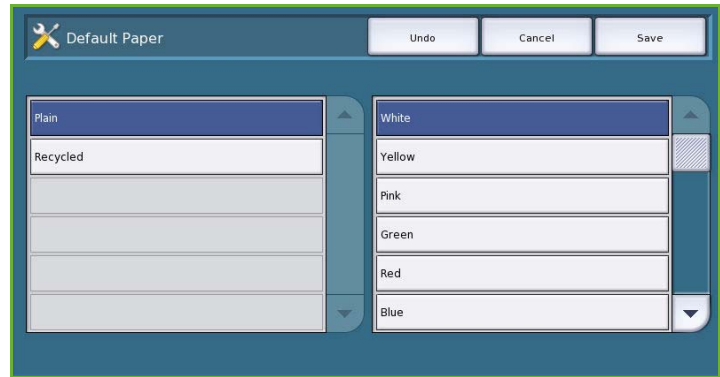 Default Paper
Undo
Cancel
Save
Plain
Recycled
White
Yellow
Pink
Green
Red
Blue